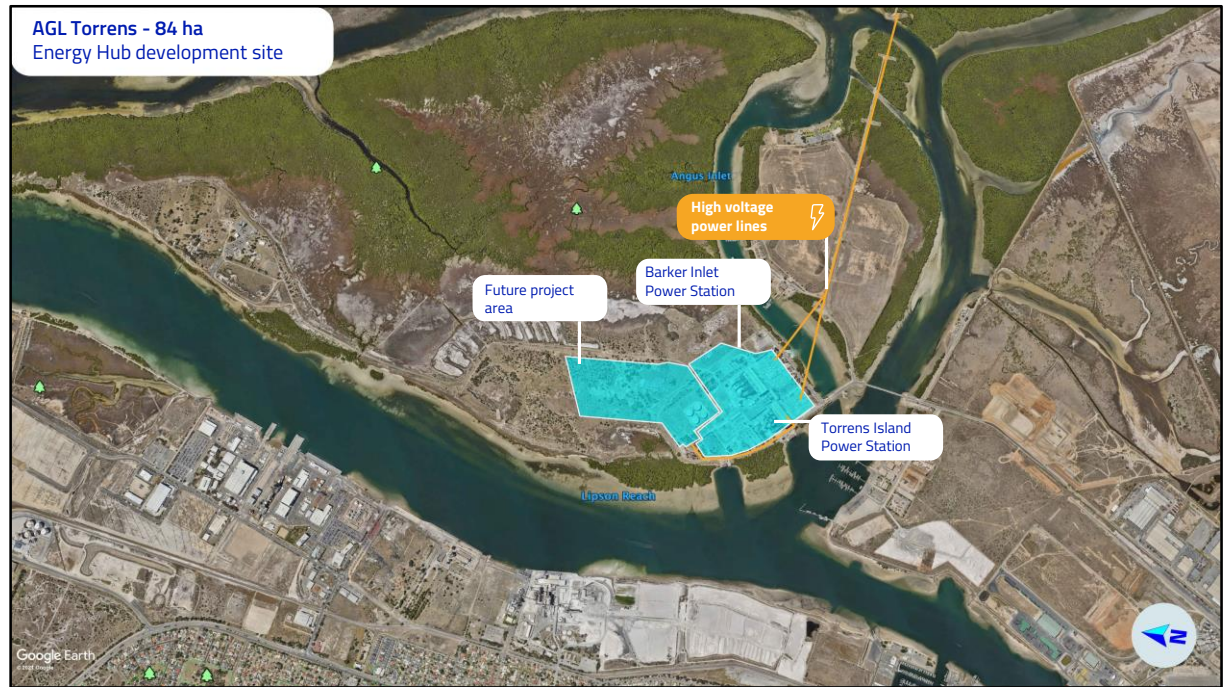 AGL Torrens - 84 ha
Energy Hub development site
Angus Inlet
High voltage
power lines
Barker Inlet
Power Station
Future project
area
Torrens Island
Power Station
Lipson Reach
N
Google Earth